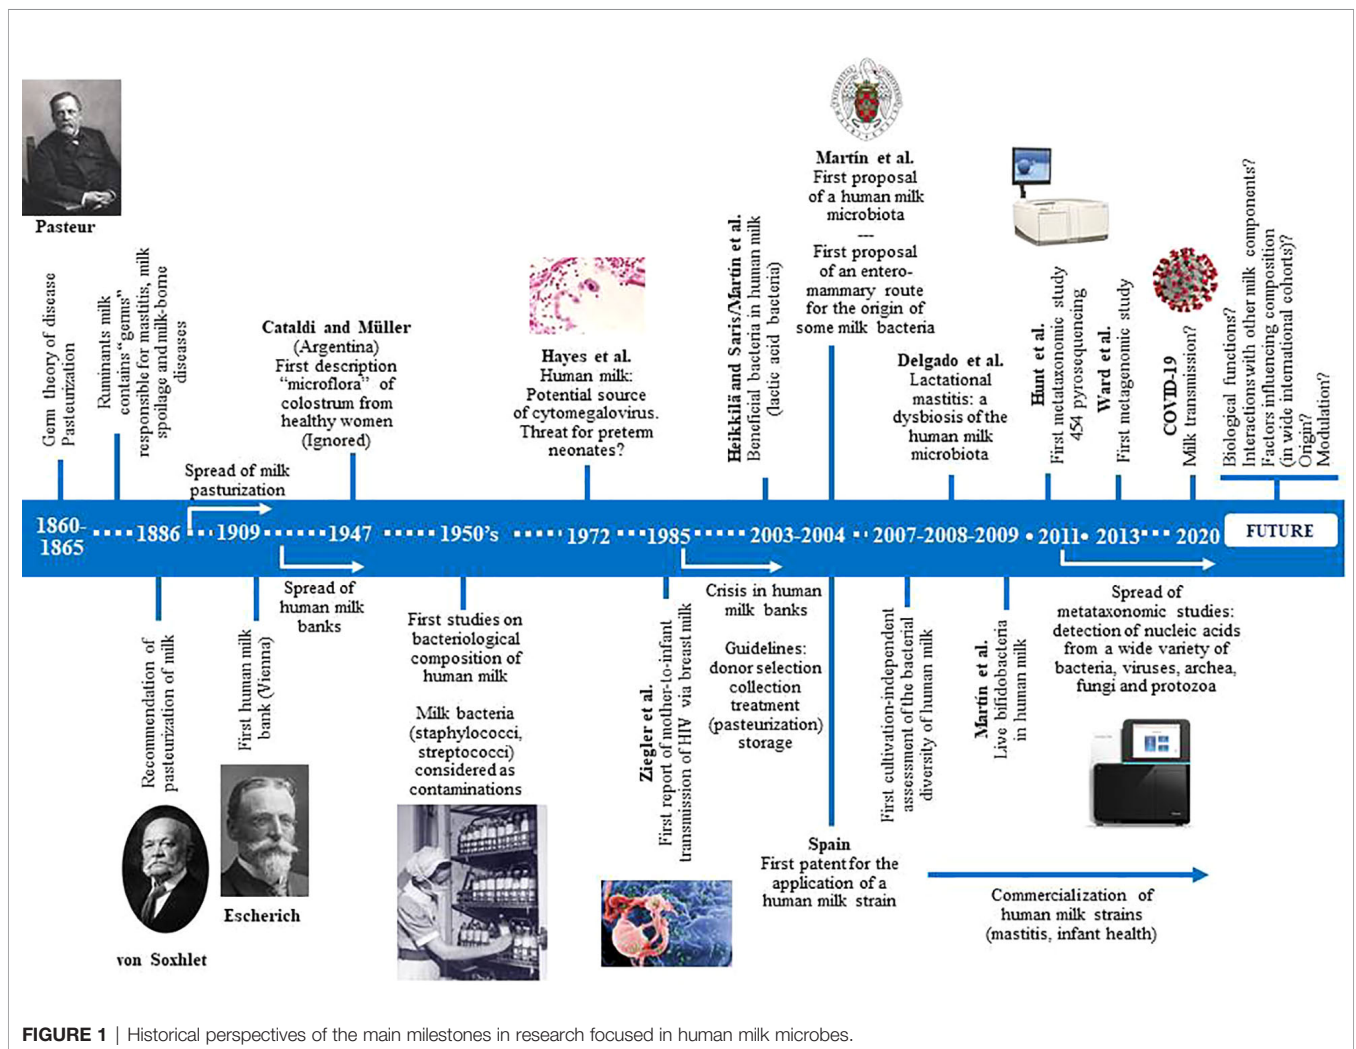 Pasteur
Germ theory of disease
Pasteurization
Ruminants milk
contains “germs”
responsible for mastitis, milk
spoilage and milk-borne
diseases
Spread of milk
pasturization
Cataldi and Müller
(Argentina)
First description
“microflora” of
colostrum from
healthy women
(Ignored)
Hayes et al.
Human milk:
Potential source
of cytomegalovirus.
Threat for preterm
neonates?
Heikkilä and Saris/Martín et al.
Beneficial bacteria in human milk
(lactic acid bacteria)
Martín et al.
First proposal
of a human milk
microbiota
---
First proposal
of an entero-
mammary route
for the origin of
some milk bacteria
Delgado et al.
Lactational
mastitis: a
dysbiosis of the
human milk
microbiota
Hunt et al.
First metataxonomic study
454 pyrosequencing
Ward et al.
First metagenomic study
COVID-19
Milk transmission?
Biological functions?
Interactions with other milk components?
Factors influencing composition
(in wide international cohorts)?
Origin?
Modulation?
1860-
1865
1886
1909
1947
1950’s
1972
1985
2003-2004
2007-2008-2009
2011
2013
2020
FUTURE
Recommendation of
pasteurization of milk
von Soxhlet
First human milk
bank (Vienna)
Escherich
Spread of
human milk
banks
First studies on
bacteriological
composition of
human milk
Milk bacteria
(staphylococci,
streptococci)
considered as
contaminations
Ziegler et al.
First report of mother-to-infant
transmission of HIV via breast milk
Crisis in human
milk banks
Guidelines:
donor selection
collection
treatment
(pasteurization)
storage
Spain
First patent for the
application of a
human milk strain
First cultivation-independent
assessment of the bacterial
diversity of human milk
Martín et al.
Live bifidobacteria
in human milk
Spread of
metataxonomic studies:
detection of nucleic acids
from a wide variety of
bacteria, viruses, archea,
fungi and protozoa
Commercialization of
human milk strains
(mastitis, infant health)
FIGURE 1 | Historical perspectives of the main milestones in research focused in human milk microbes.